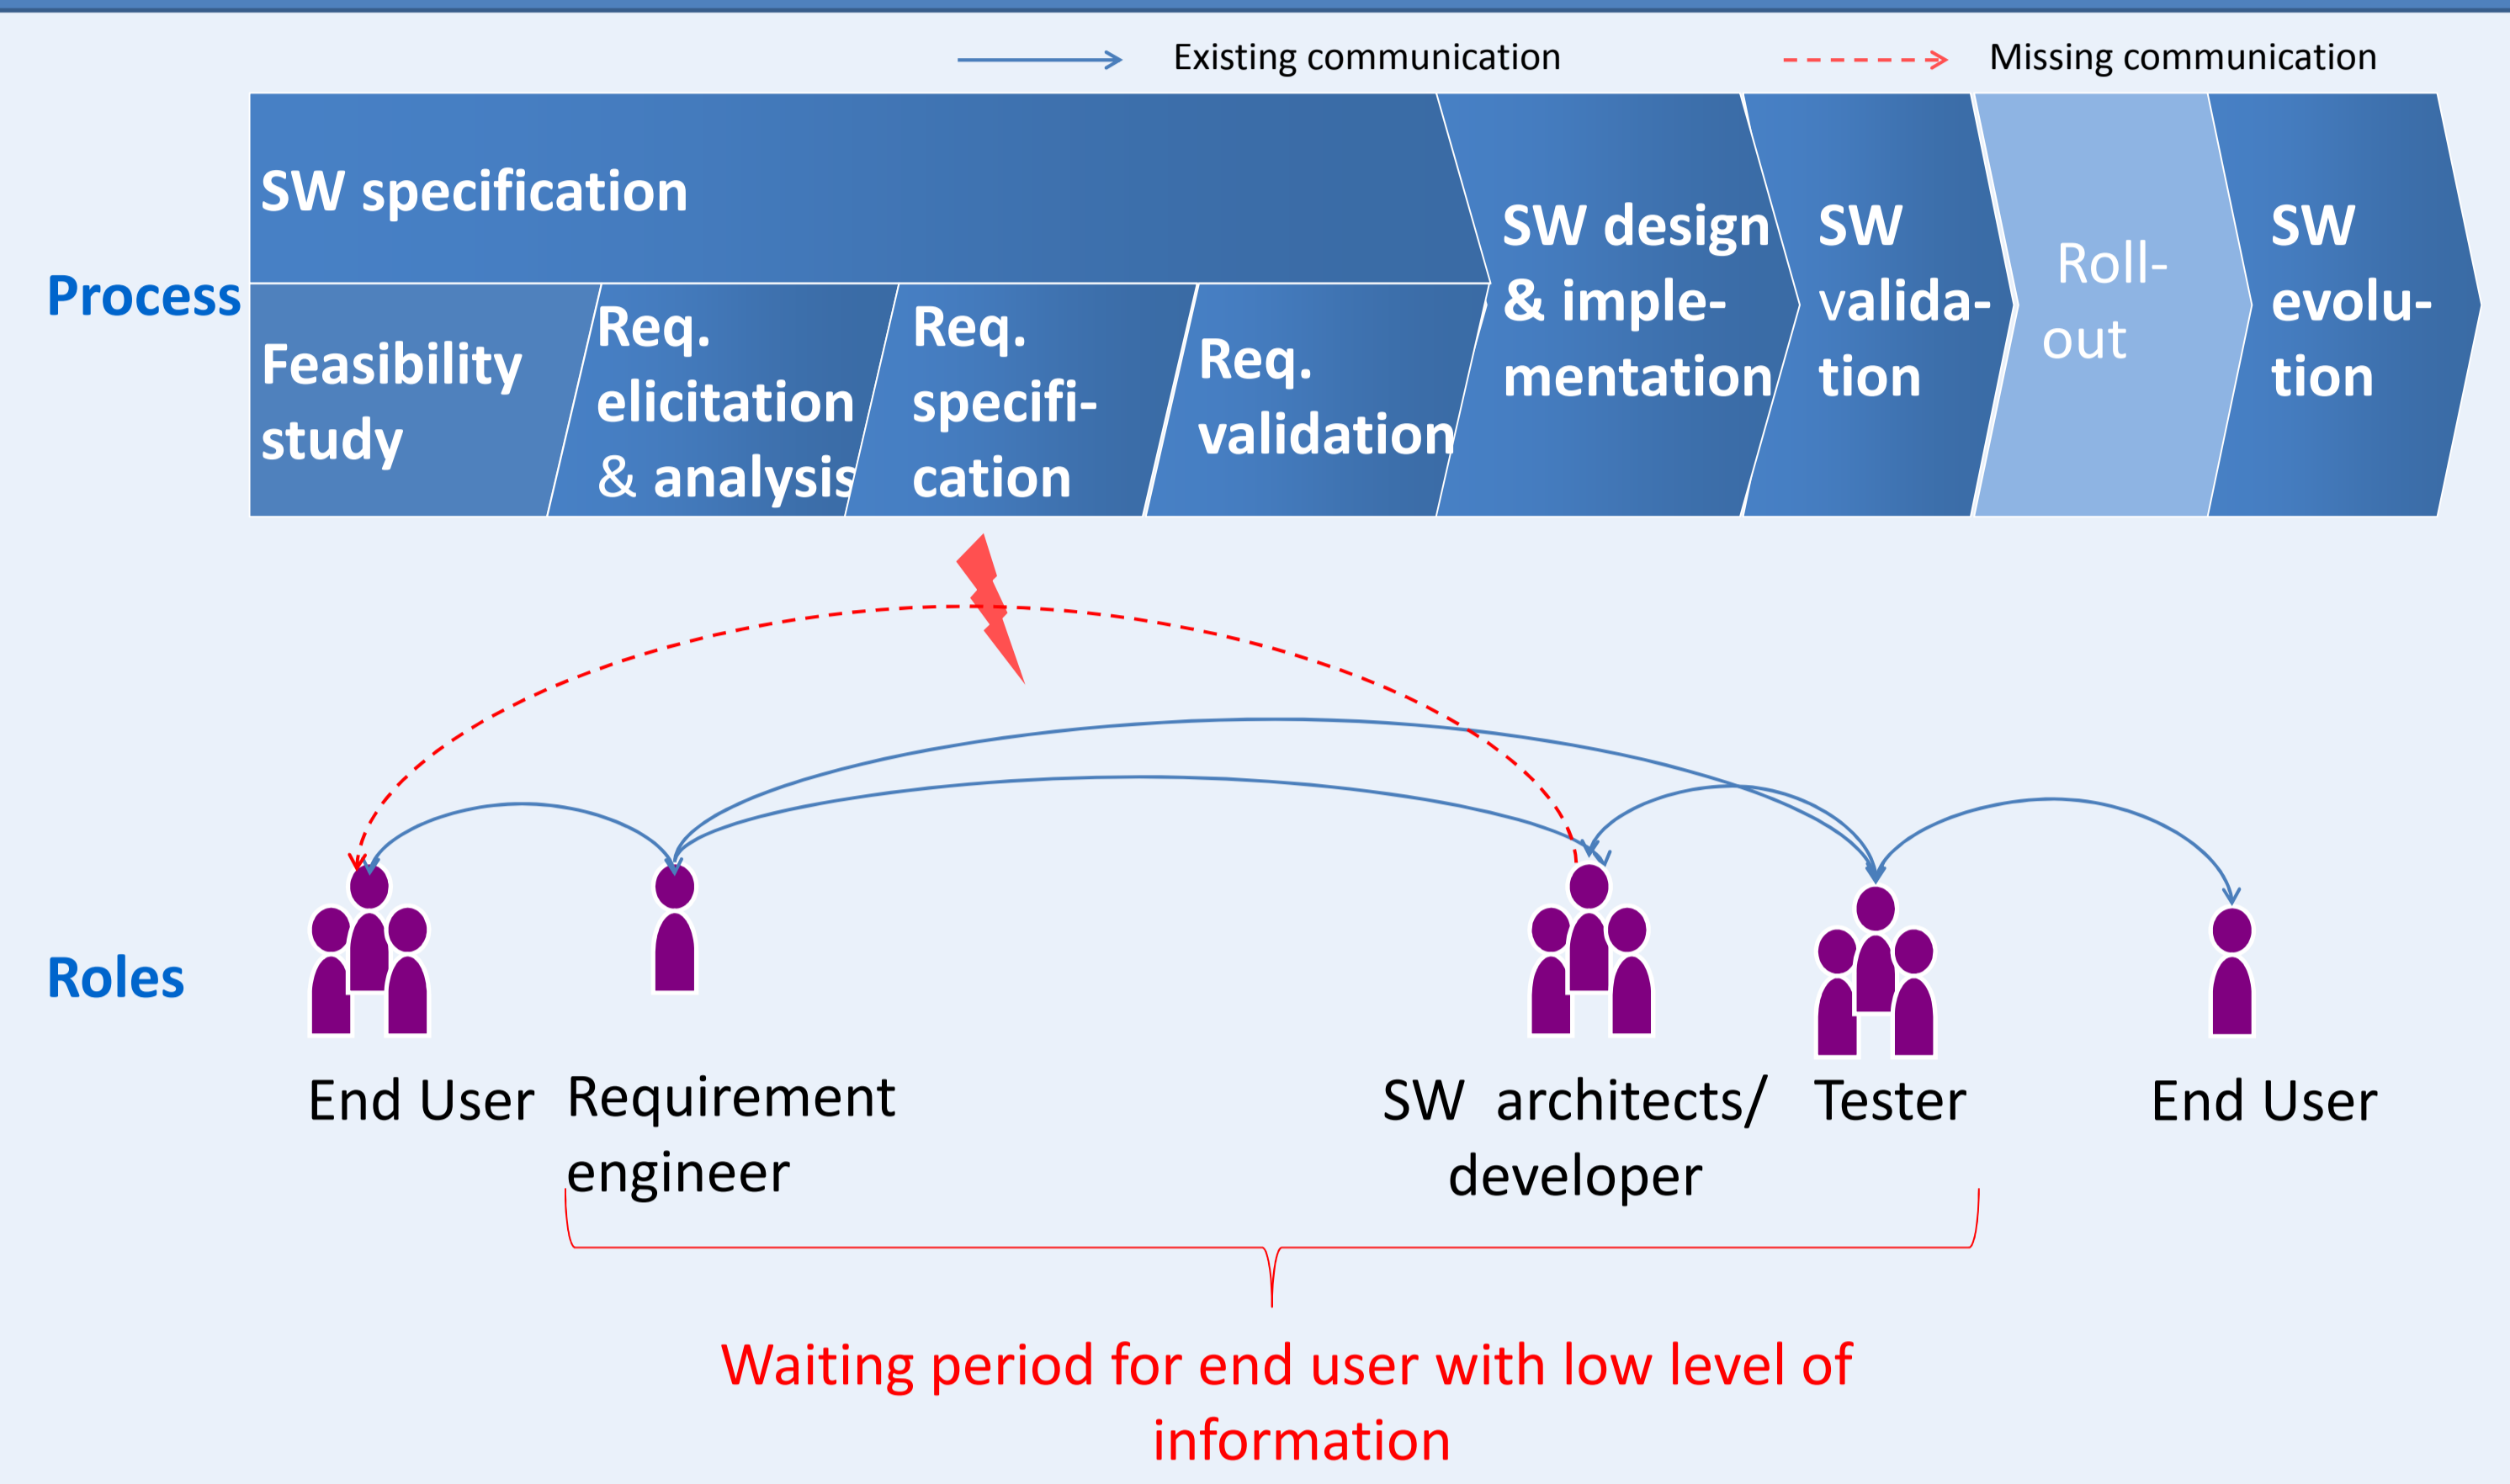 Existing communication
Missing communication
Process
SW specification
Feasibility
study
Req.
elicitation
& analysis
Req.
specifi-
cation
Req.
validation
SW design
& imple-
mentation
SW
valida-
tion
Roll-
out
SW
evolu-
tion
Roles
End User
Requirement
engineer
SW architects/
developer
Tester
End User
Waiting period for end user with low level of
information